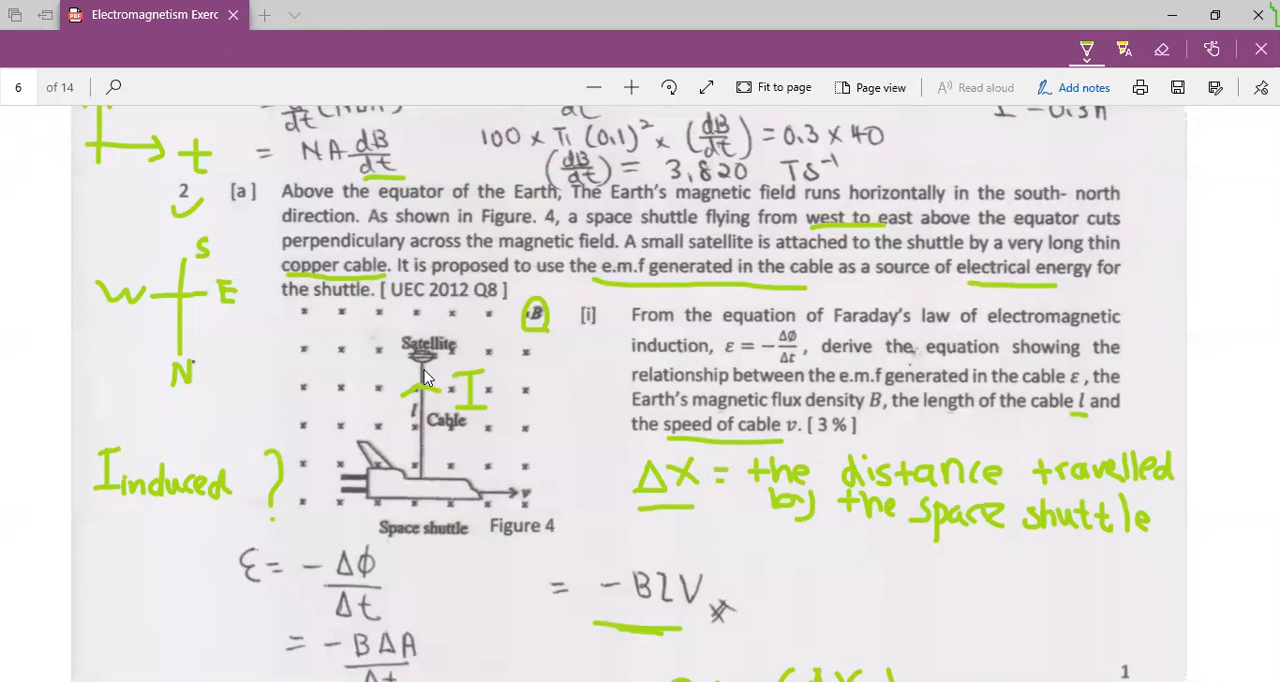 Electromagnetism Exerc
6 of 14
Fit to page
Page view
Read aloud
Add notes
dt
= NA dB/dt
100 × π (0.1)² × (dB/dt) = 0.3 × 40
(dB/dt) = 3.820 Ts⁻¹
I = 0.3A
t
2 [a] Above the equator of the Earth, The Earth's magnetic field runs horizontally in the south- north
direction. As shown in Figure. 4, a space shuttle flying from west to east above the equator cuts
perpendiculary across the magnetic field. A small satellite is attached to the shuttle by a very long thin
copper cable. It is proposed to use the e.m.f generated in the cable as a source of electrical energy for
the shuttle. [ UEC 2012 Q8 ]
S
W E
N
B
Satellite
I
l
Cable
v
Space shuttle Figure 4
I induced ?
[i] From the equation of Faraday's law of electromagnetic
induction, ε = −Δø/Δt, derive the equation showing the
relationship between the e.m.f generated in the cable ε , the
Earth's magnetic flux density B, the length of the cable l and
the speed of cable v. [ 3 % ]
ΔX = the distance travelled
by the space shuttle
ε = − Δφ/Δt
= − BΔA/Δt
= − BlV
1